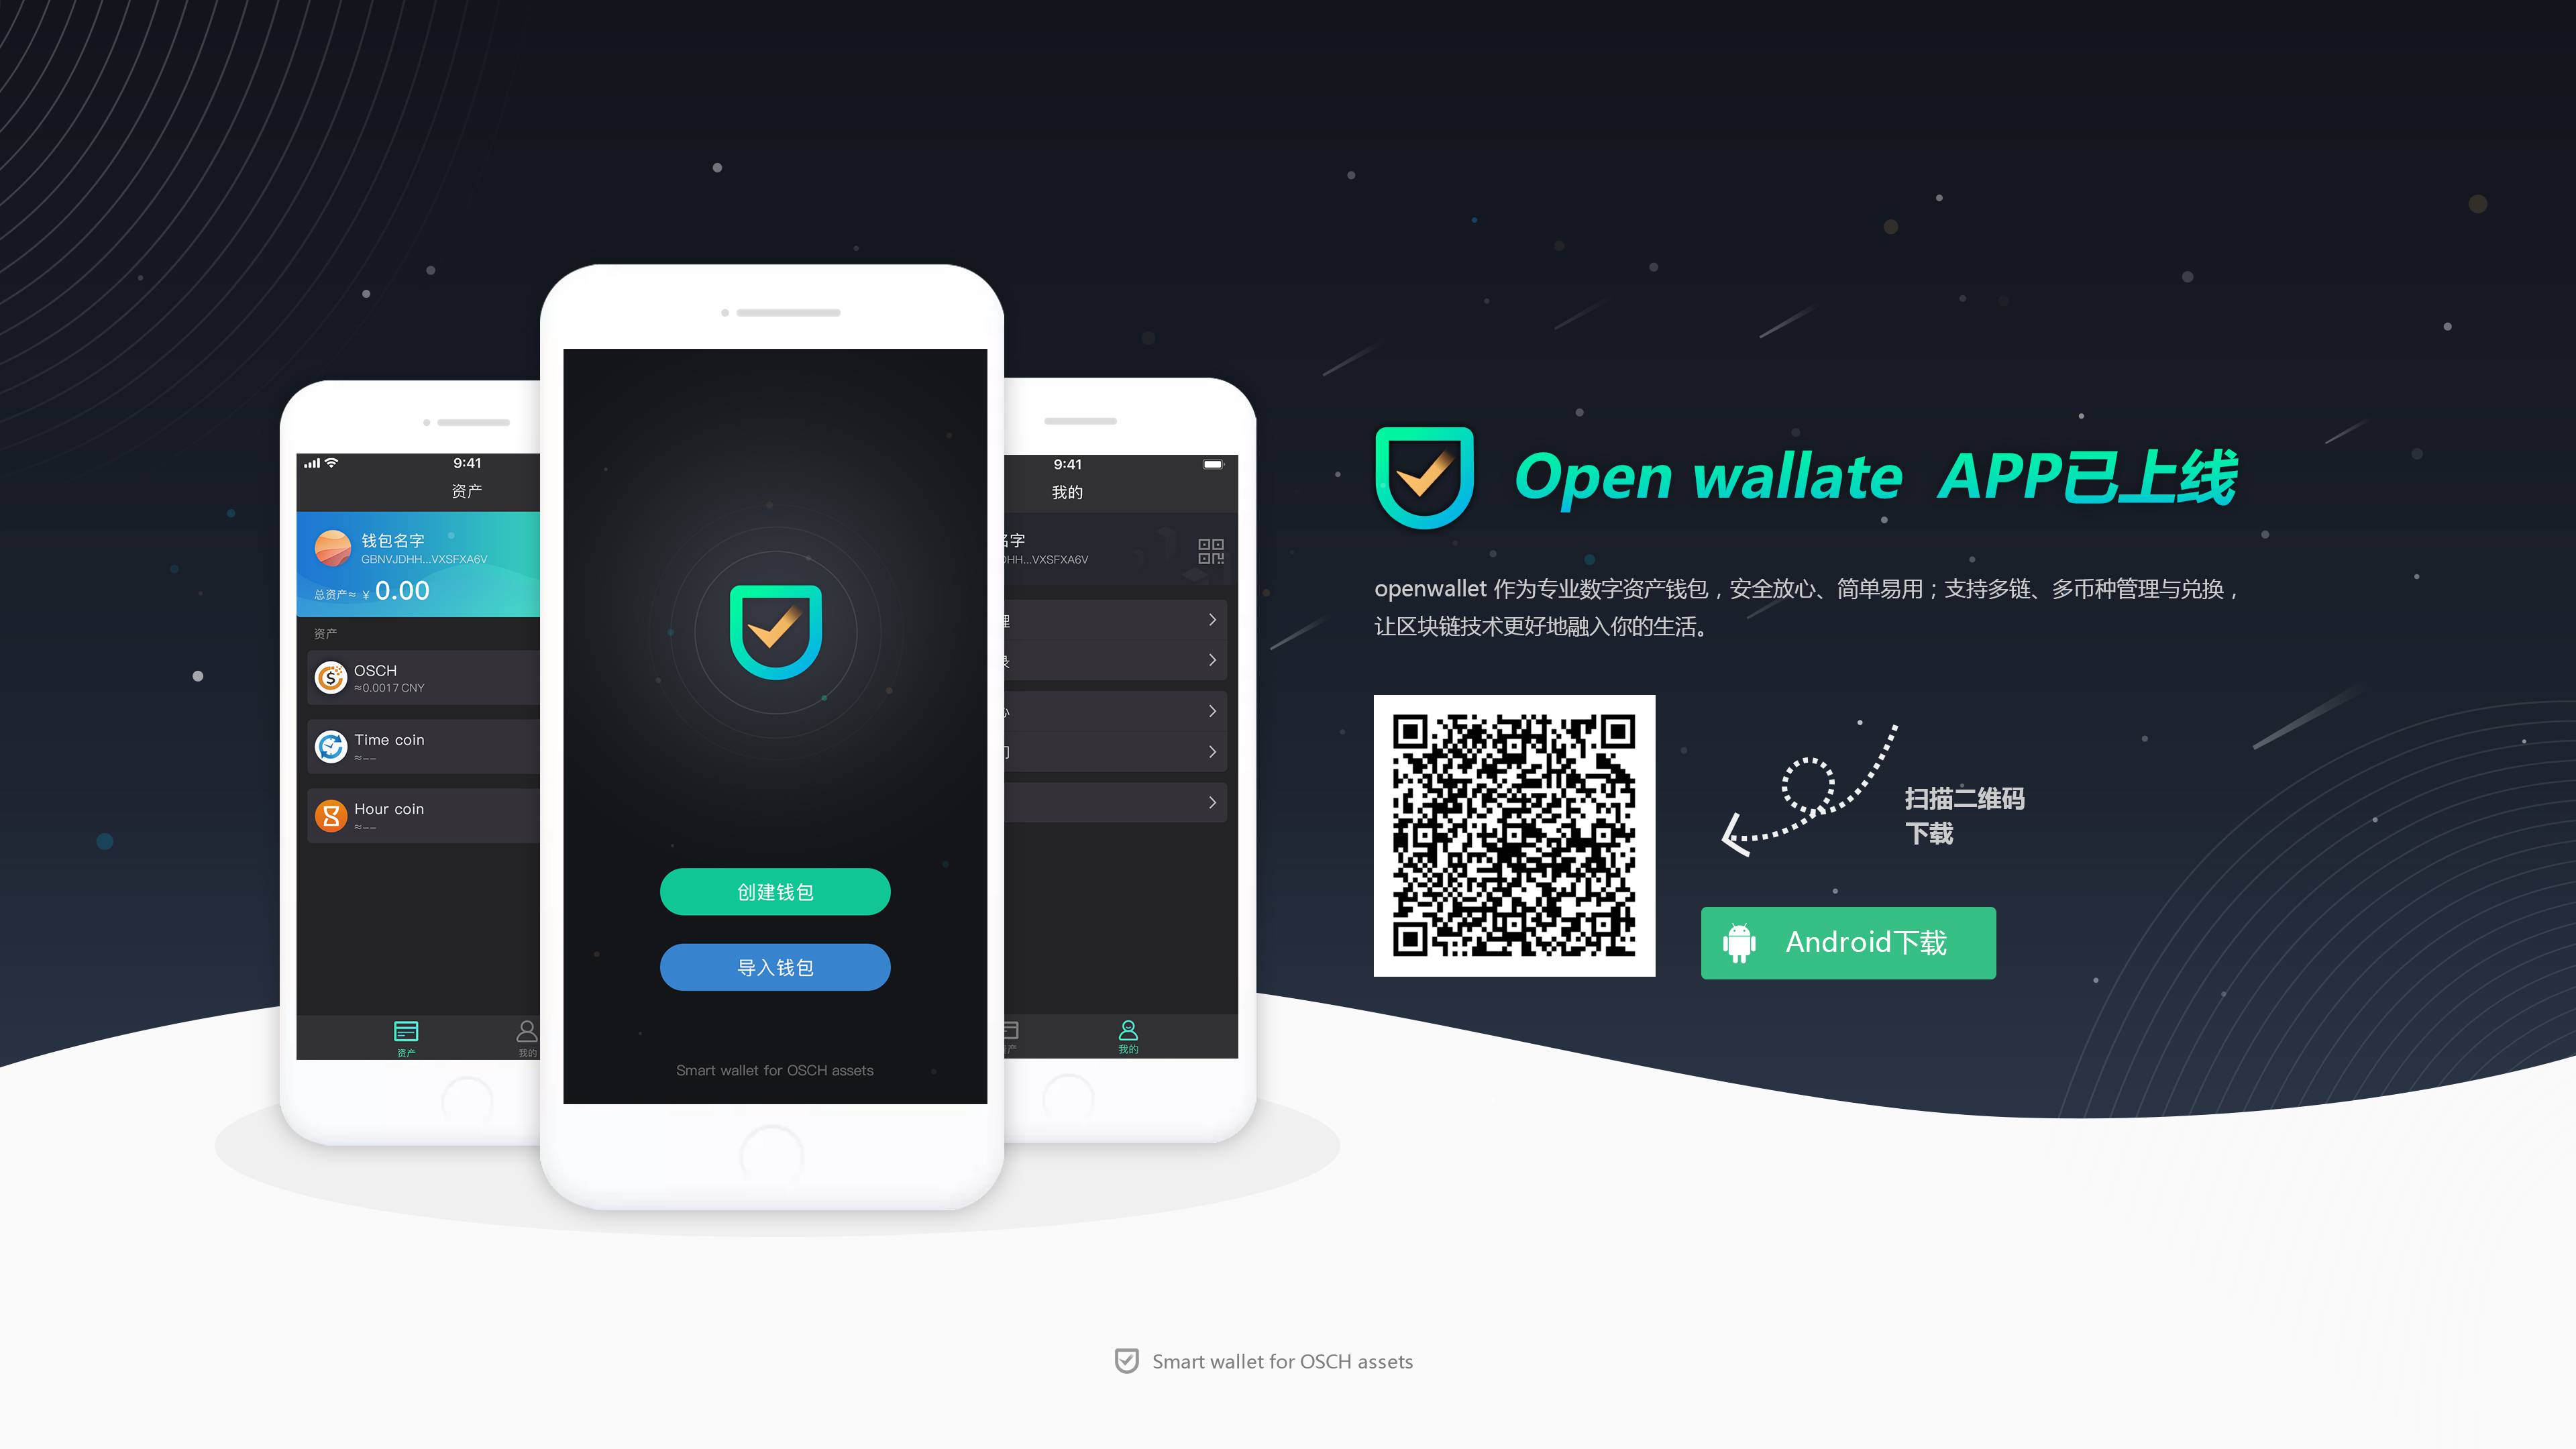 Open wallate APP已上线
openwallet 作为专业数字资产钱包，安全放心、简单易用；支持多链、多币种管理与兑换，
让区块链技术更好地融入你的生活。
扫描二维码
下载
Android下载
9:41
资产
钱包名字
GBNVJDHH...VXSFXA6V
总资产≈ ¥ 0.00
资产
OSCH
≈0.0017 CNY
Time coin
≈--
Hour coin
≈--
资产
我的
创建钱包
导入钱包
Smart wallet for OSCH assets
9:41
我的
名字
DHH...VXSFXA6V
理
录
心
们
产
我的
Smart wallet for OSCH assets